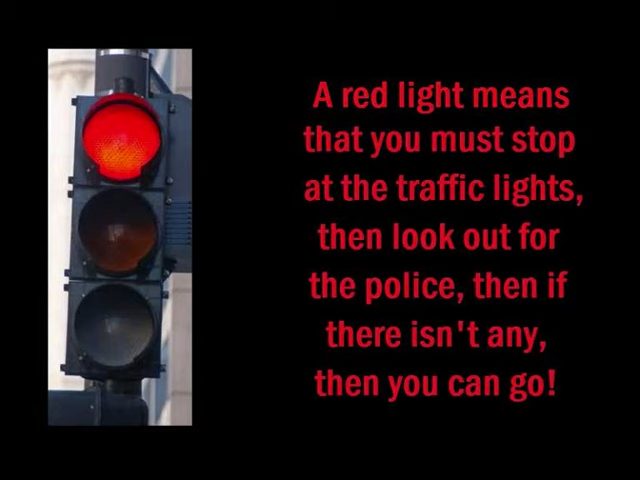 A red light means
that you must stop
at the traffic lights,
then look out for
the police, then if
there isn't any,
then you can go!